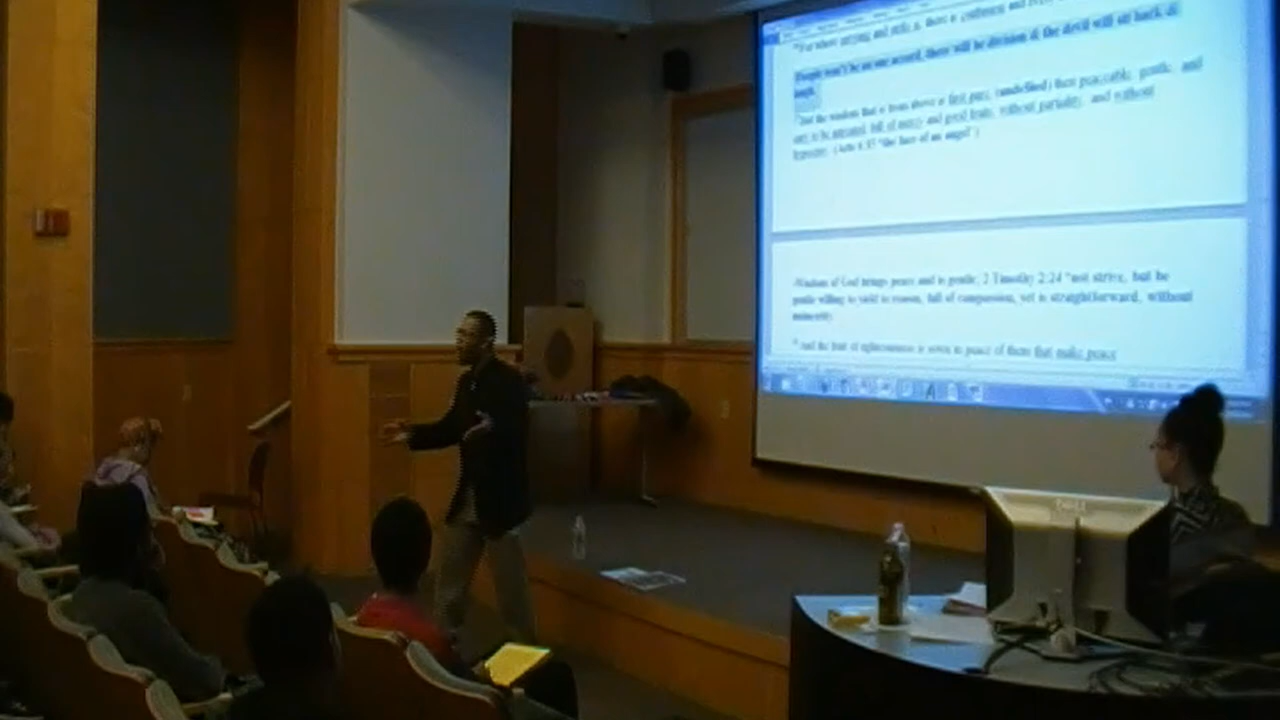 For where envying and strife is, there is confusion and
People won't be on one accord, there will be division & the devil will sit back &
laugh.
but the wisdom that is from above is first pure, (undefiled) then peaceable, gentle, and
easy to be intreated, full of mercy and good fruits, without partiality, and without
hypocrisy. (Acts 6:15 "the face of an angel")
-Wisdom of God brings peace and is gentle; 2 Timothy 2:24 "not strive, but be
gentle willing to yield to reason, full of compassion, yet is straightforward, without
And the fruit of righteousness is sown in peace of them that make peace